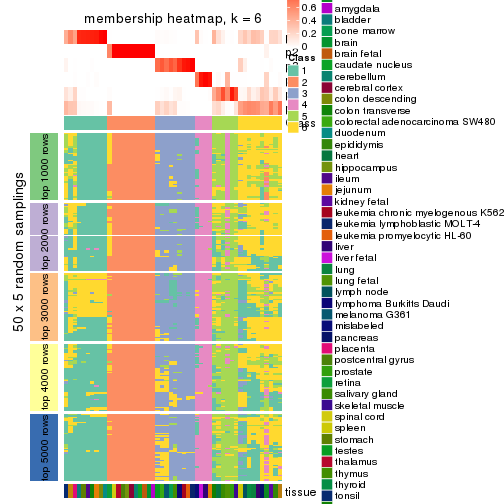 membership heatmap, k = 6
50 x 5 random samplings
top 1000 rows
top 2000 rows
top 3000 rows
top 4000 rows
top 5000 rows
0.6
0.4
0.2
0
Class
1
2
3
4
5
6
tissue
amygdala
bladder
bone marrow
brain
brain fetal
caudate nucleus
cerebellum
cerebral cortex
colon descending
colon transverse
colorectal adenocarcinoma SW480
duodenum
epididymis
heart
hippocampus
ileum
jejunum
kidney fetal
leukemia chronic myelogenous K562
leukemia lymphoblastic MOLT-4
leukemia promyelocytic HL-60
liver
liver fetal
lung
lung fetal
lymph node
lymphoma Burkitts Daudi
melanoma G361
mislabeled
pancreas
placenta
postcentral gyrus
prostate
retina
salivary gland
skeletal muscle
spinal cord
spleen
stomach
testes
thalamus
thymus
thyroid
tonsil